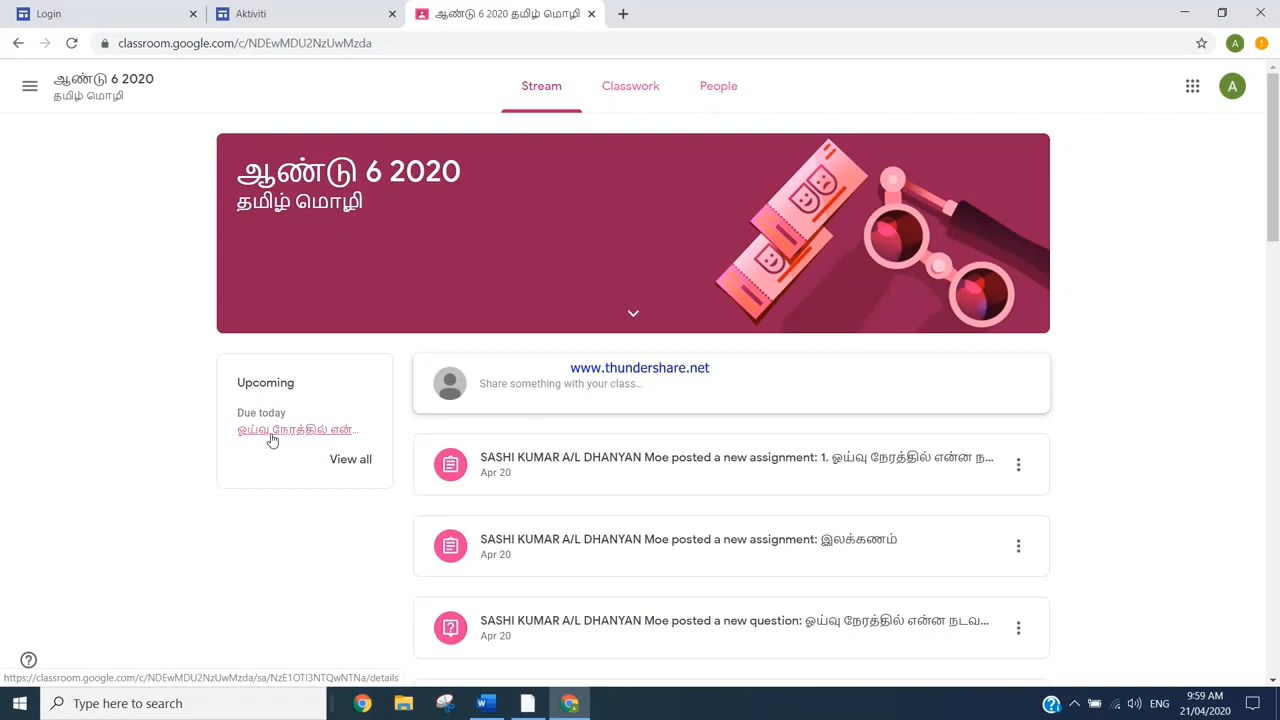 Login
Aktiviti
ஆண்டு 6 2020 தமிழ் மொழி
classroom.google.com/c/NDEwMDU2NzUwMzda
A
ஆண்டு 6 2020
தமிழ் மொழி
Stream
Classwork
People
A
ஆண்டு 6 2020
தமிழ் மொழி
Upcoming
Due today
ஓய்வு நேரத்தில் என்...
View all
www.thundershare.net
Share something with your class...
SASHI KUMAR A/L DHANYAN Moe posted a new assignment: 1. ஓய்வு நேரத்தில் என்ன ந...
Apr 20
SASHI KUMAR A/L DHANYAN Moe posted a new assignment: இலக்கணம்
Apr 20
SASHI KUMAR A/L DHANYAN Moe posted a new question: ஓய்வு நேரத்தில் என்ன நடவ...
Apr 20
https://classroom.google.com/c/NDEwMDU2NzUwMzda/sa/NzE1OTI3NTQwNTNa/details
Type here to search
ENG
9:59 AM
21/04/2020